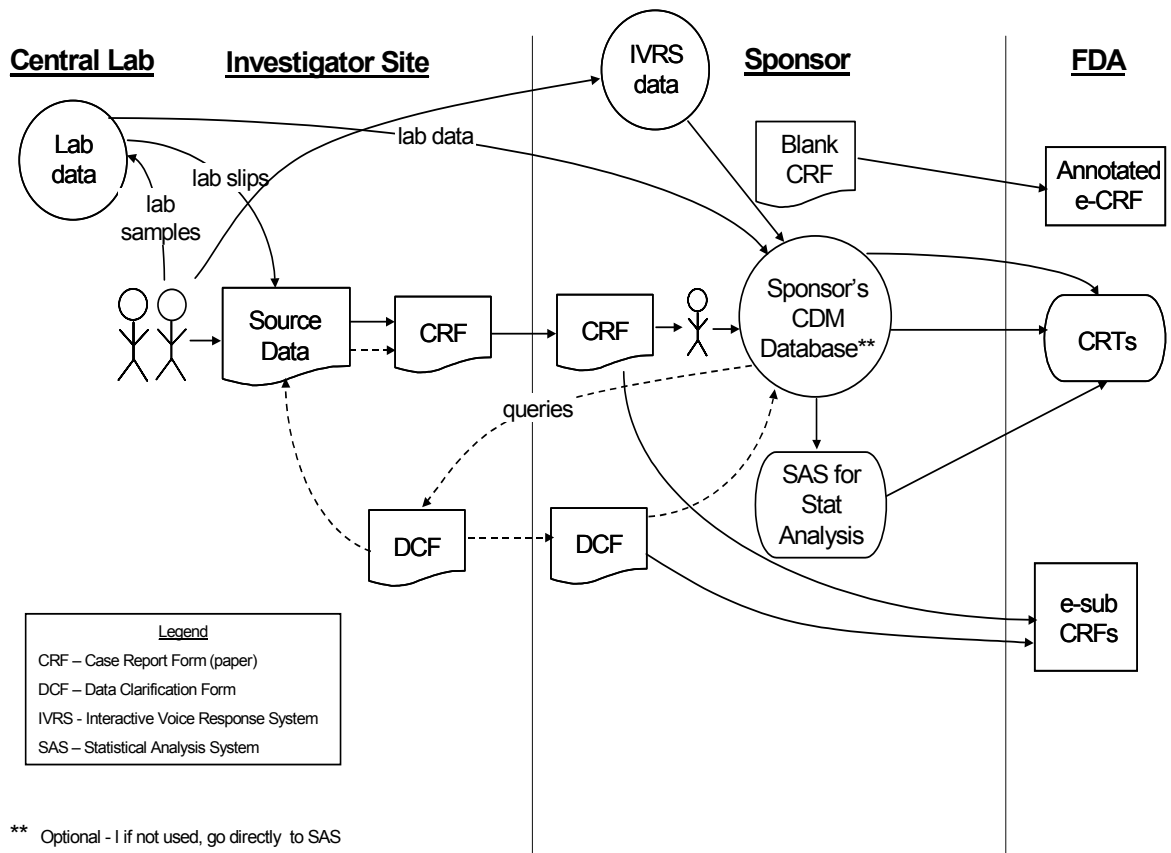 Central Lab
Investigator Site
Sponsor
FDA
IVRS
data
Lab
data
lab data
lab slips
lab
samples
Blank
CRF
Annotated
e-CRF
Source
Data
CRF
CRF
Sponsor's
CDM
Database**
CRTs
queries
DCF
DCF
SAS for
Stat
Analysis
e-sub
CRFs
Legend
CRF – Case Report Form (paper)
DCF – Data Clarification Form
IVRS - Interactive Voice Response System
SAS – Statistical Analysis System
** Optional - I if not used, go directly to SAS